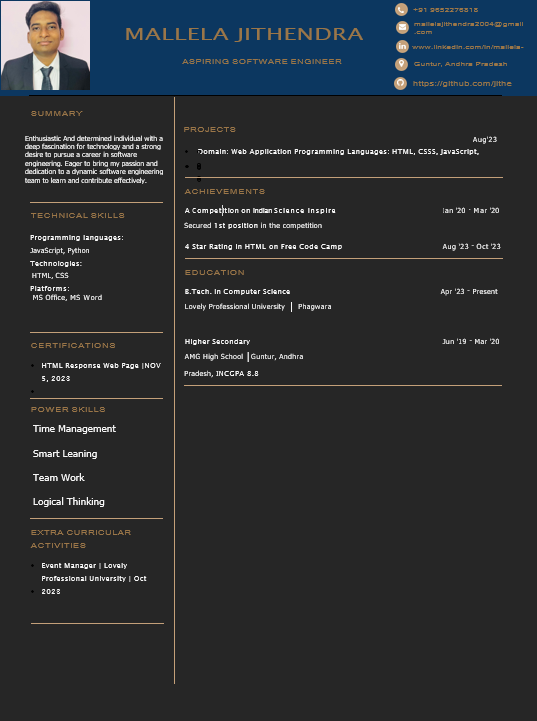 MALLELA JITHENDRA
ASPIRING SOFTWARE ENGINEER
+91 9652276818
mallelajithendra2004@gmail
.com
www.linkedin.com/in/mallela-
Guntur, Andhra Pradesh
https://github.com/jithe
SUMMARY
Enthusiastic And determined individual with a
deep fascination for technology and a strong
desire to pursue a career in software
engineering. Eager to bring my passion and
dedication to a dynamic software engineering
team to learn and contribute effectively.
TECHNICAL SKILLS
Programming languages:
JavaScript, Python
Technologies:
HTML, CSS
Platforms:
MS Office, MS Word
CERTIFICATIONS
HTML Response Web Page |NOV
5, 2023
POWER SKILLS
Time Management
Smart Leaning
Team Work
Logical Thinking
EXTRA CURRICULAR
ACTIVITIES
Event Manager | Lovely
Professional University | Oct
2023
PROJECTS
Aug'23
Domain: Web Application Programming Languages: HTML, CSSS, JavaScript,
ACHIEVEMENTS
A Competition on Indian Science Inspire Jan '20 - Mar '20
Secured 1st position in the competition
4 Star Rating in HTML on Free Code Camp Aug '23 - Oct '23
EDUCATION
B.Tech. in Computer Science Apr '23 - Present
Lovely Professional University | Phagwara
Higher Secondary Jun '19 - Mar '20
AMG High School | Guntur, Andhra
Pradesh, INCGPA 8.8